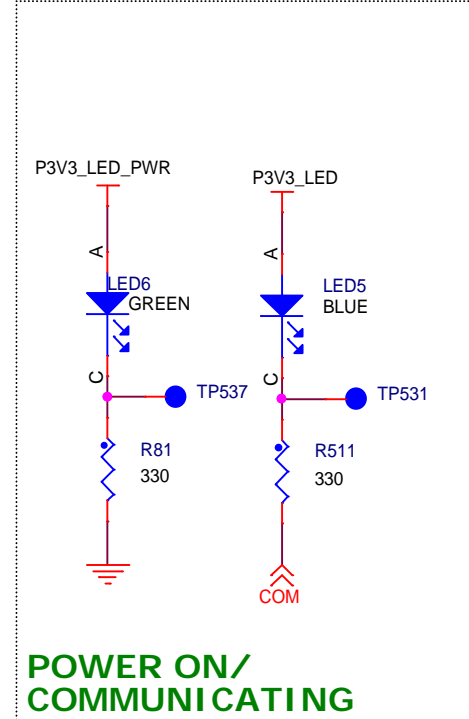 P3V3_LED_PWR
P3V3_LED
A
A
LED6
GREEN
LED5
BLUE
C
C
TP537
TP531
R81
330
R511
330
COM
POWER ON/
COMMUNICATING